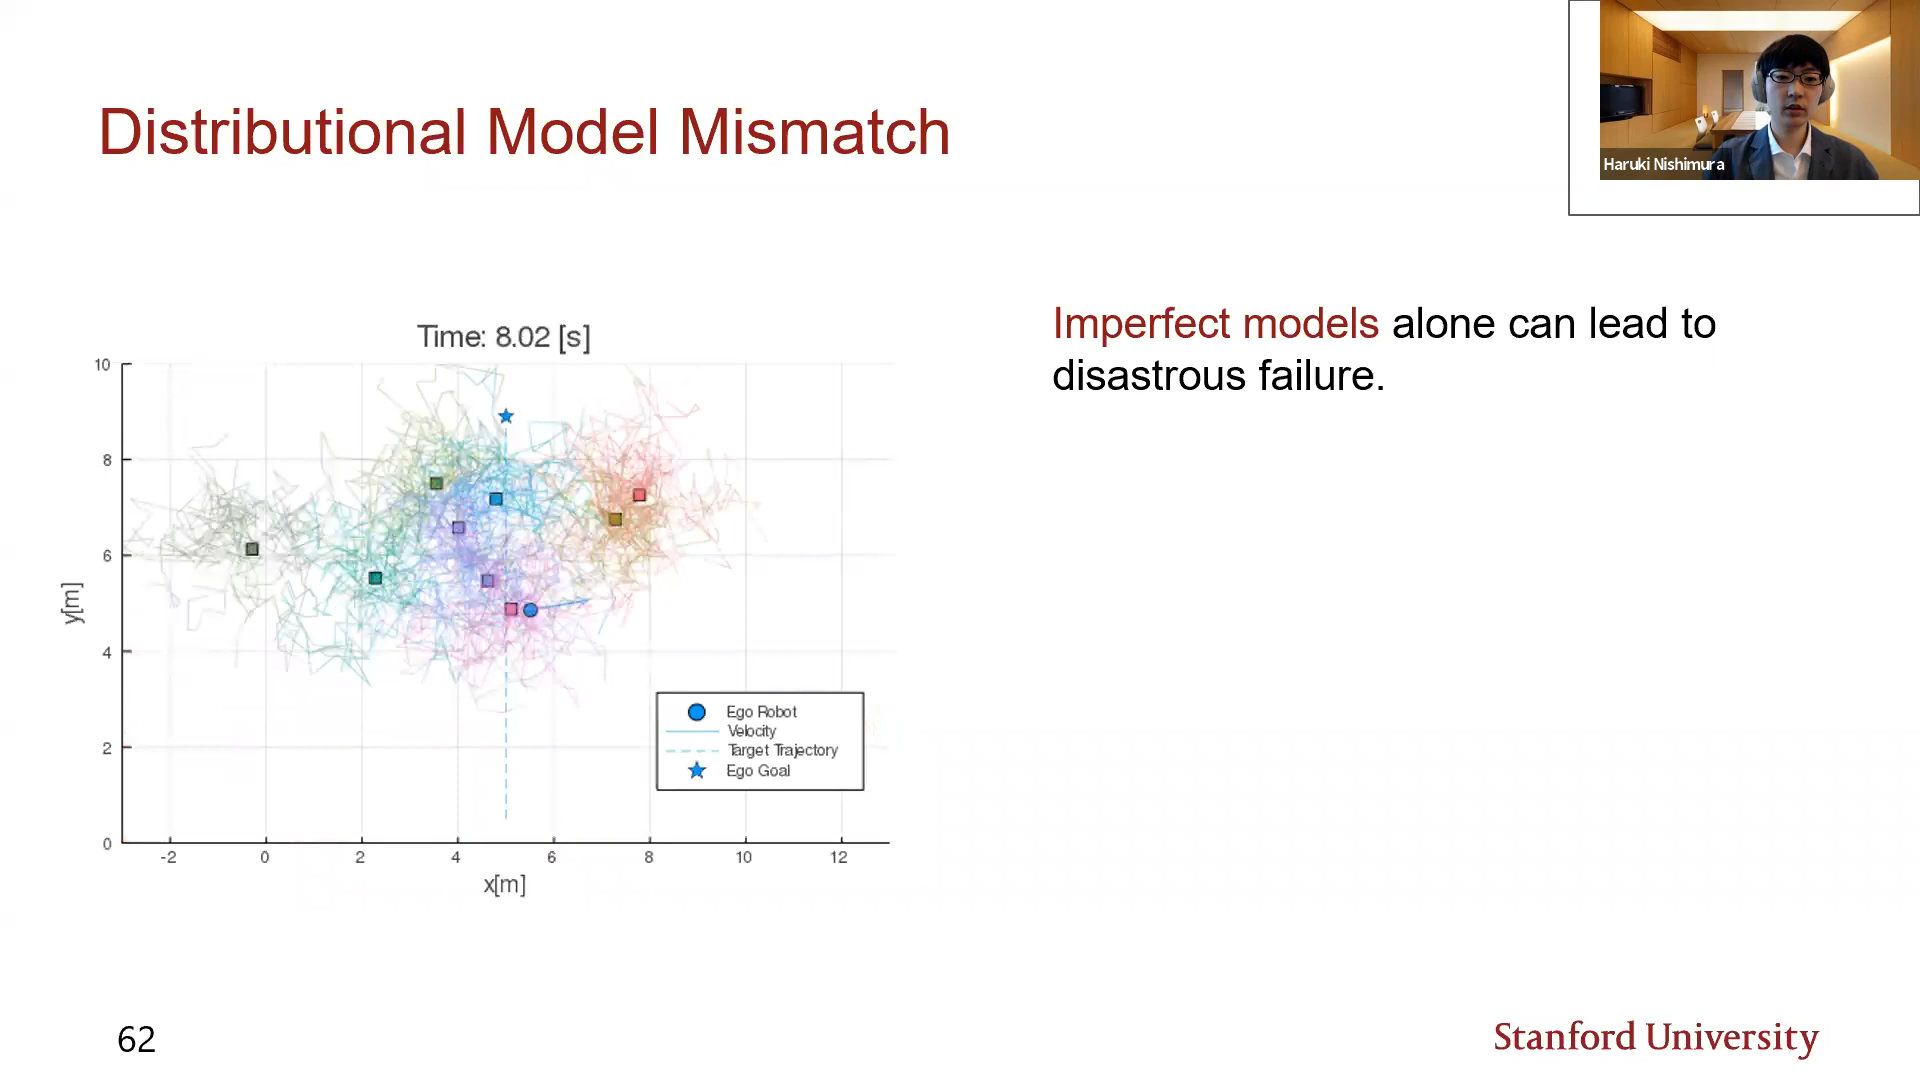 Haruki Nishimura
Distributional Model Mismatch
Imperfect models alone can lead to
disastrous failure.
Time: 8.02 [s]
10
8
6
4
2
0
y[m]
-2 0 2 4 6 8 10 12
x[m]
Ego Robot
Velocity
Target Trajectory
Ego Goal
62
Stanford University